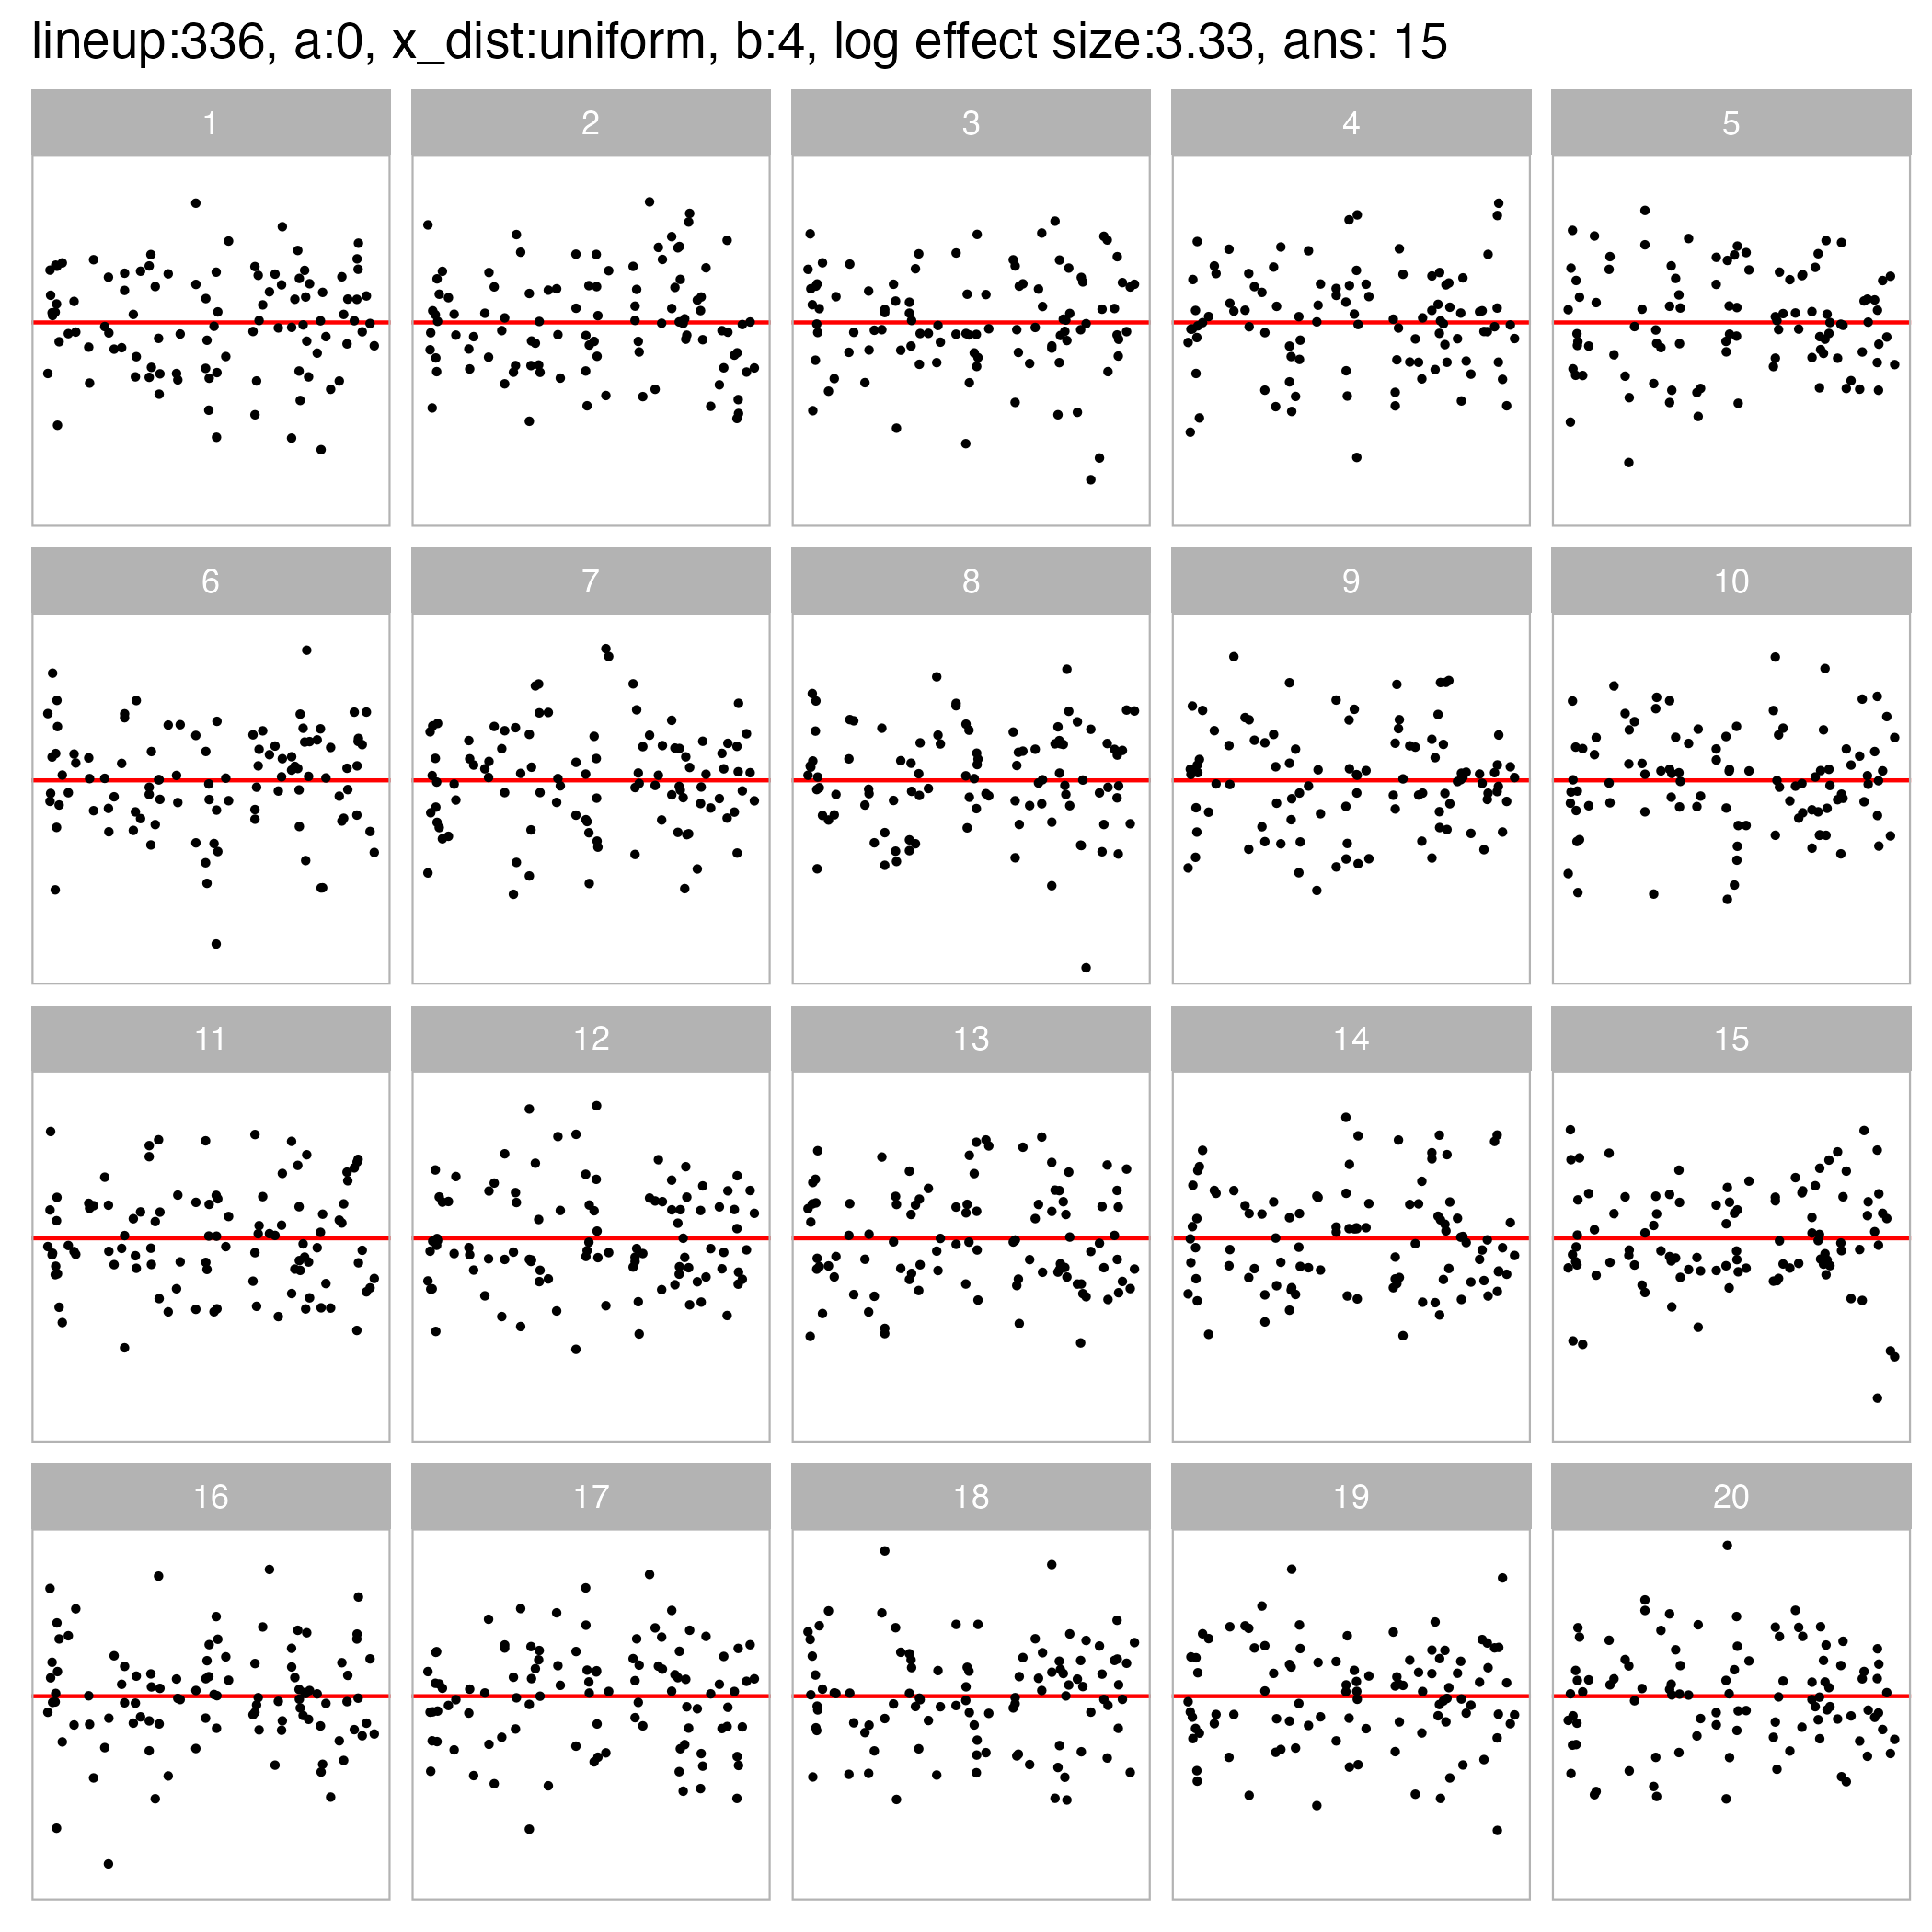 lineup:336, a:0, x_dist:uniform, b:4, log effect size:3.33, ans: 15
1 2 3 4 5
6 7 8 9 10
11 12 13 14 15
16 17 18 19 20